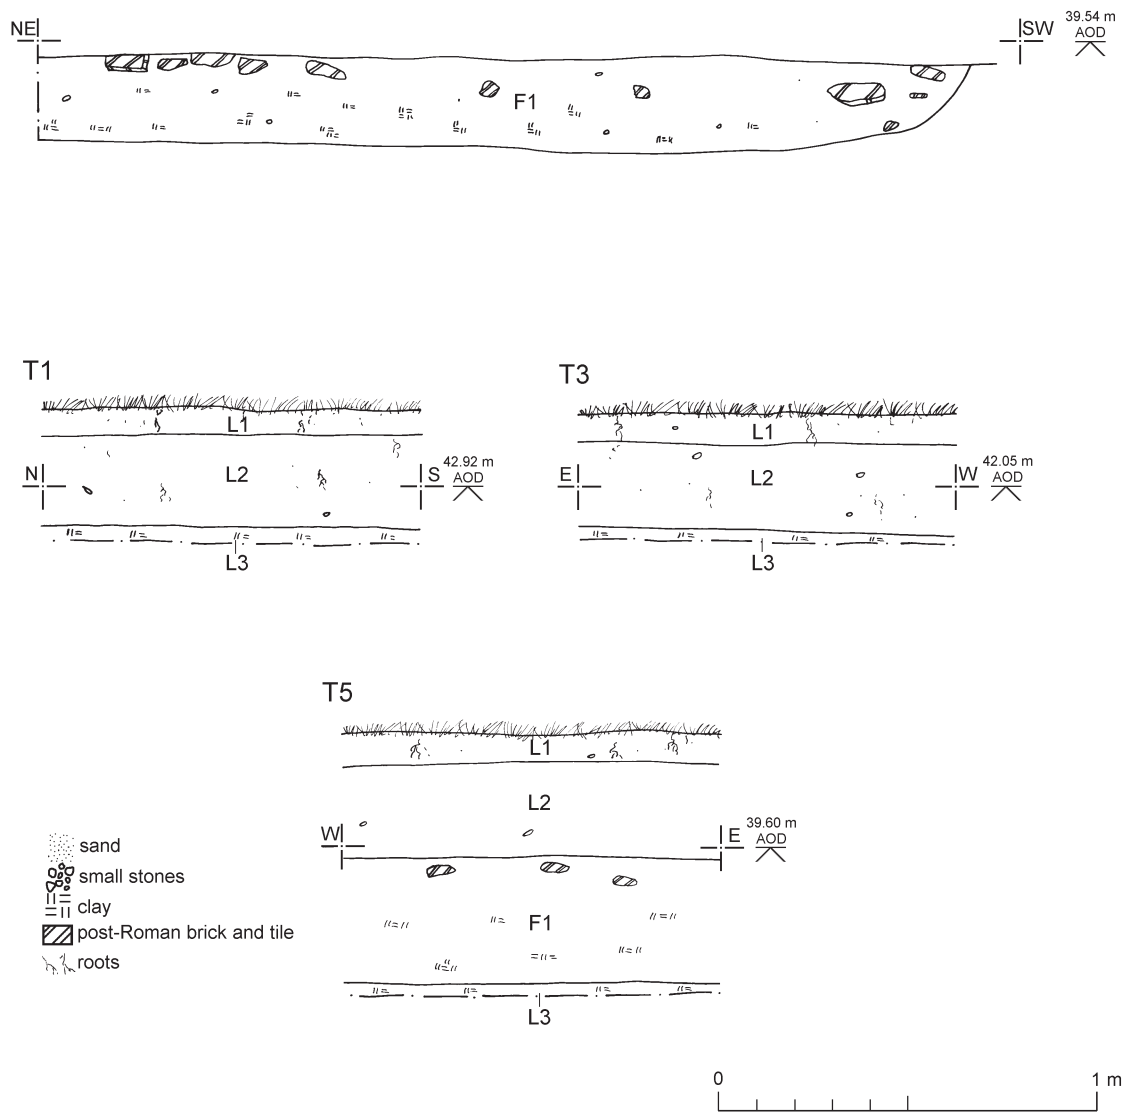 NE
SW
39.54 m
AOD
F1
T1
L1
N
L2
S
42.92 m
AOD
L3
T3
L1
E
L2
W
42.05 m
AOD
L3
T5
L1
L2
W
E
39.60 m
AOD
F1
L3
sand
small stones
clay
post-Roman brick and tile
roots
0
1 m